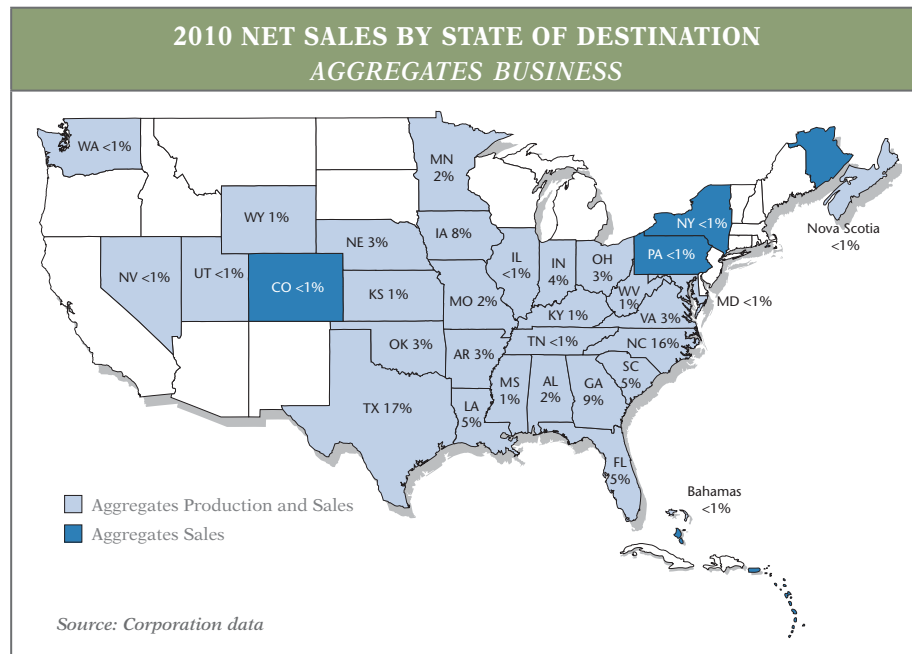 2010 NET SALES BY STATE OF DESTINATION
AGGREGATES BUSINESS
WA <1%
MN
2%
WY 1%
IA 8%
NE 3%
NV <1%
UT <1%
CO <1%
KS 1%
MO 2%
IL
<1%
IN
4%
OH
3%
NY <1%
PA <1%
Nova Scotia
<1%
WV
1%
MD <1%
KY 1%
VA 3%
OK 3%
AR 3%
TN <1%
NC 16%
SC
5%
TX 17%
LA
5%
MS
1%
AL
2%
GA
9%
FL
5%
Bahamas
<1%
Aggregates Production and Sales
Aggregates Sales
Source: Corporation data